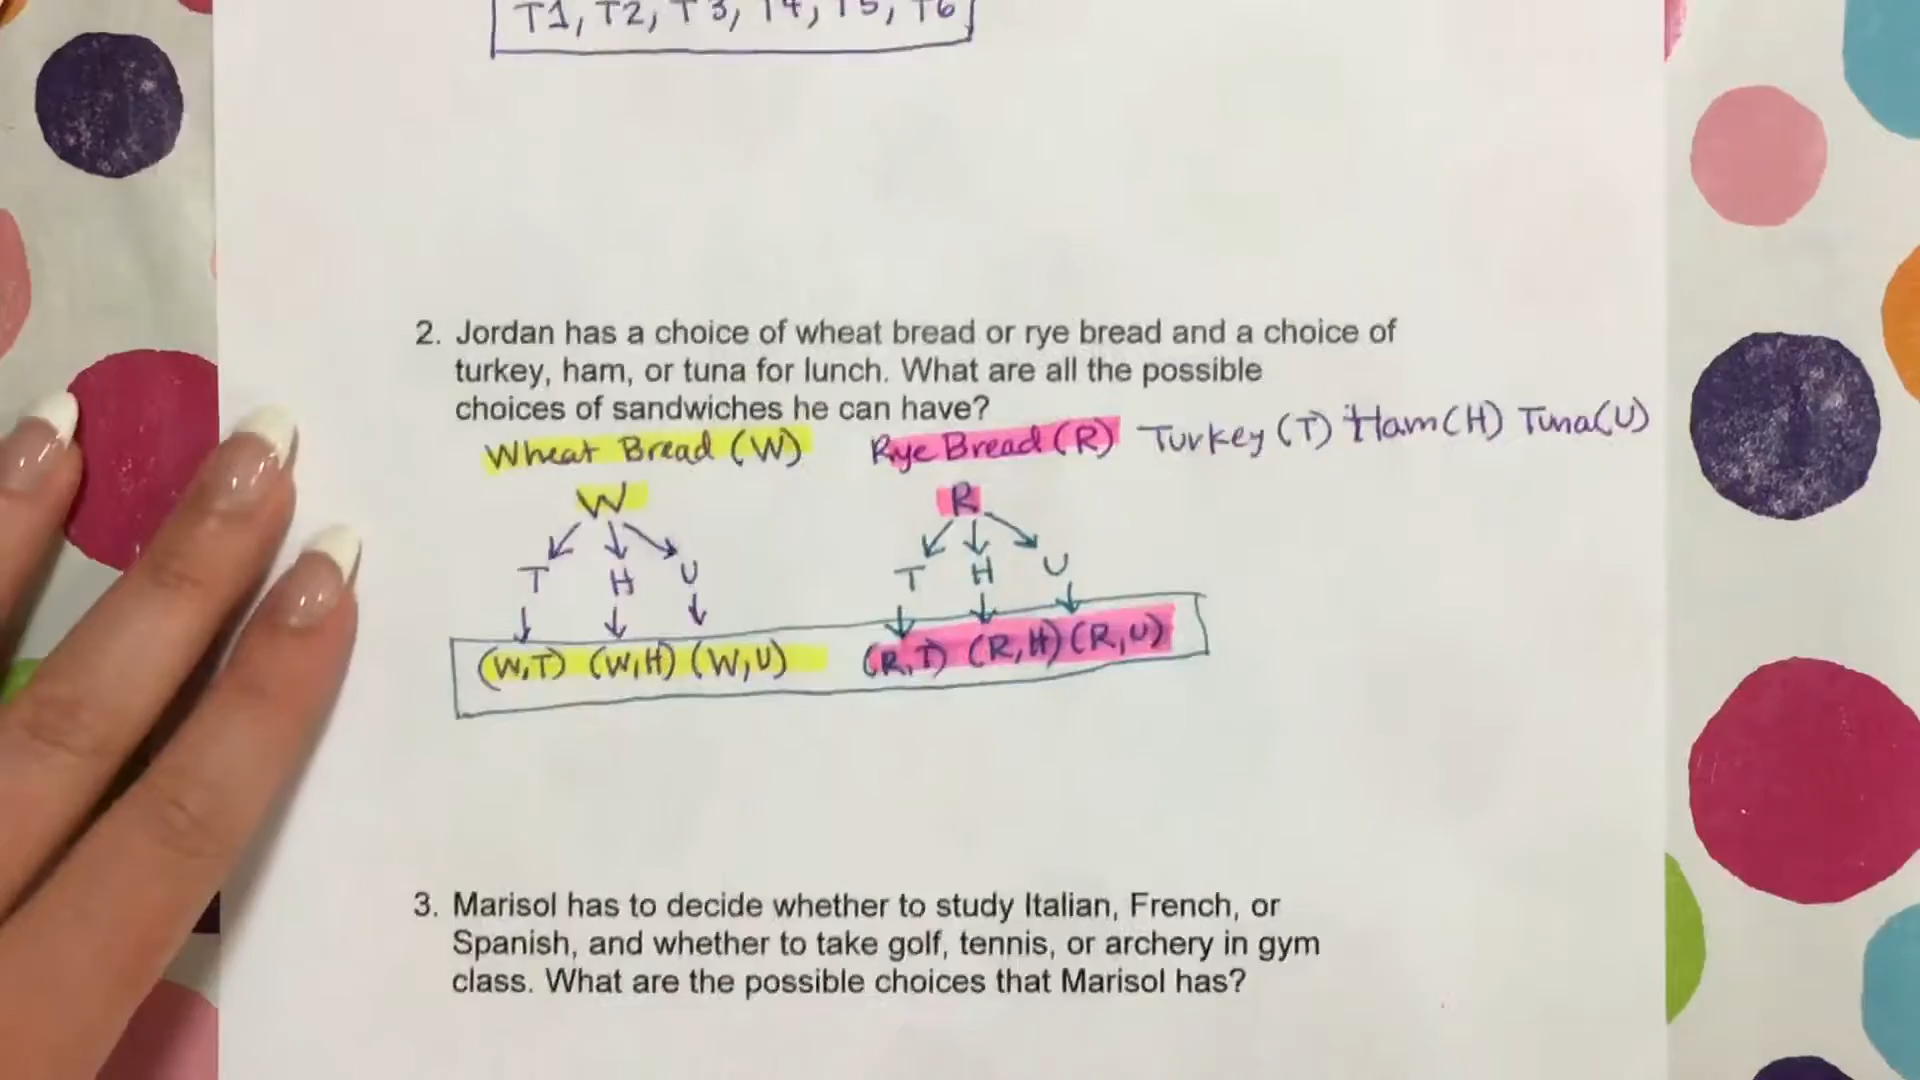 T1, T2, T3, T4, T5, T6
2. Jordan has a choice of wheat bread or rye bread and a choice of
turkey, ham, or tuna for lunch. What are all the possible
choices of sandwiches he can have?
Wheat Bread (W) Rye Bread (R) Turkey (T) Ham (H) Tuna (U)
W R
T H U T H U
(W,T) (W,H) (W,U) (R,T) (R,H) (R,U)
3. Marisol has to decide whether to study Italian, French, or
Spanish, and whether to take golf, tennis, or archery in gym
class. What are the possible choices that Marisol has?